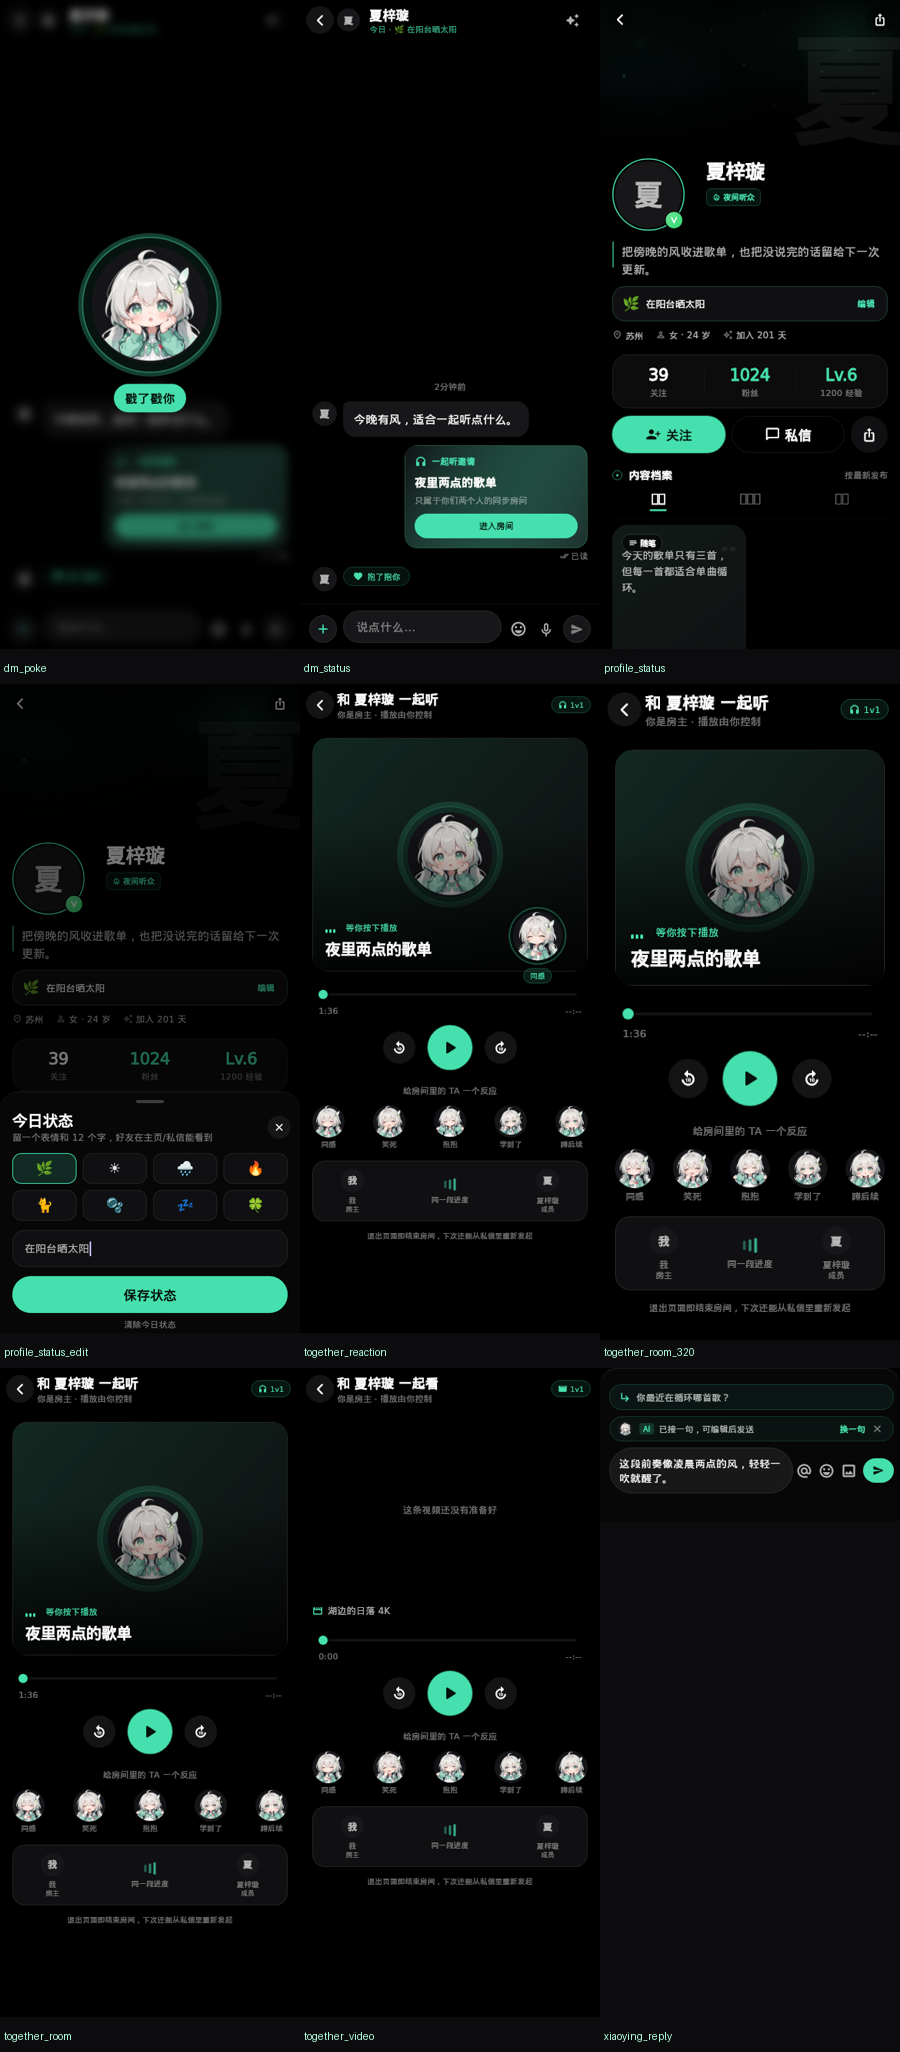 戳了戳你
dm_poke
夏梓璇
今日 · 🌿 在阳台晒太阳
夏
2分钟前
夏
今晚有风，适合一起听点什么。
一起听邀请
夜里两点的歌单
只属于你们两个人的同步房间
进入房间
已读
夏
抱了抱你
说点什么...
dm_status
夏
夏
V
夏梓璇
夜间听众
把傍晚的风收进歌单，也把没说完的话留给下一次
更新。
🌿 在阳台晒太阳
编辑
苏州
女 · 24 岁
加入 201 天
39
关注
1024
粉丝
Lv.6
1200 经验
关注
私信
内容档案
按最新发布
随笔
今天的歌单只有三首，
但每一首都适合单曲循
环。
profile_status
夏
夏
V
夏梓璇
夜间听众
把傍晚的风收进歌单，也把没说完的话留给下一次
更新。
🌿 在阳台晒太阳
编辑
苏州
女 · 24 岁
加入 201 天
39
关注
1024
粉丝
Lv.6
1200 经验
今日状态
留一个表情和 12 个字，好友在主页/私信能看到
在阳台晒太阳
保存状态
清除今日状态
profile_status_edit
和 夏梓璇 一起听
你是房主 · 播放由你控制
1v1
等你按下播放
夜里两点的歌单
同感
1:36
--:--
给房间里的 TA 一个反应
同感
笑死
抱抱
学到了
蹲后续
我
我
房主
同一段进度
夏
夏梓璇
成员
退出页面即结束房间，下次还能从私信里重新发起
together_reaction
和 夏梓璇 一起听
你是房主 · 播放由你控制
1v1
等你按下播放
夜里两点的歌单
1:36
--:--
给房间里的 TA 一个反应
同感
笑死
抱抱
学到了
蹲后续
我
我
房主
同一段进度
夏
夏梓璇
成员
退出页面即结束房间，下次还能从私信里重新发起
together_room_320
和 夏梓璇 一起听
你是房主 · 播放由你控制
1v1
等你按下播放
夜里两点的歌单
1:36
--:--
给房间里的 TA 一个反应
同感
笑死
抱抱
学到了
蹲后续
我
我
房主
同一段进度
夏
夏梓璇
成员
退出页面即结束房间，下次还能从私信里重新发起
together_room
和 夏梓璇 一起看
你是房主 · 播放由你控制
1v1
这条视频还没有准备好
湖边的日落 4K
0:00
--:--
给房间里的 TA 一个反应
同感
笑死
抱抱
学到了
蹲后续
我
我
房主
同一段进度
夏
夏梓璇
成员
退出页面即结束房间，下次还能从私信里重新发起
together_video
你最近在循环哪首歌？
AI
已接一句，可编辑后发送
换一句
这段前奏像凌晨两点的风，轻轻一
吹就醒了。
xiaoying_reply